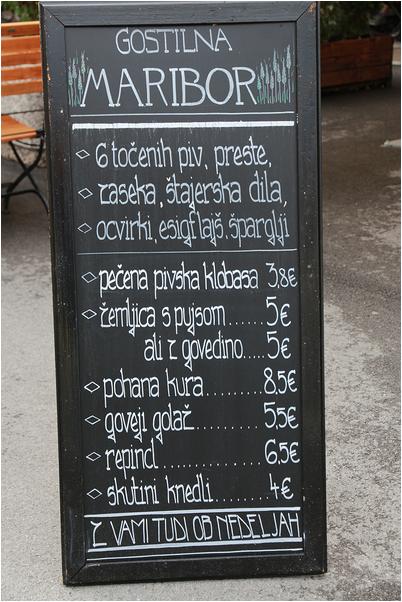 GOSTILNA
MARIBOR
◇ 6 točenih piv, preste,
◇ zaseka, štajerska dila,
◇ ocvirki, esigflajš, šparglji
◇ pečena pivska klobasa 3,8€
◇ žemljica s pujsom......5€
ali z govedino.....5€
◇ pohana kura........8,5€
◇ goveji golaž.........5,5€
◇ repincl..............6,5€
◇ skutini knedli........4€
Z VAMI TUDI OB NEDELJAH